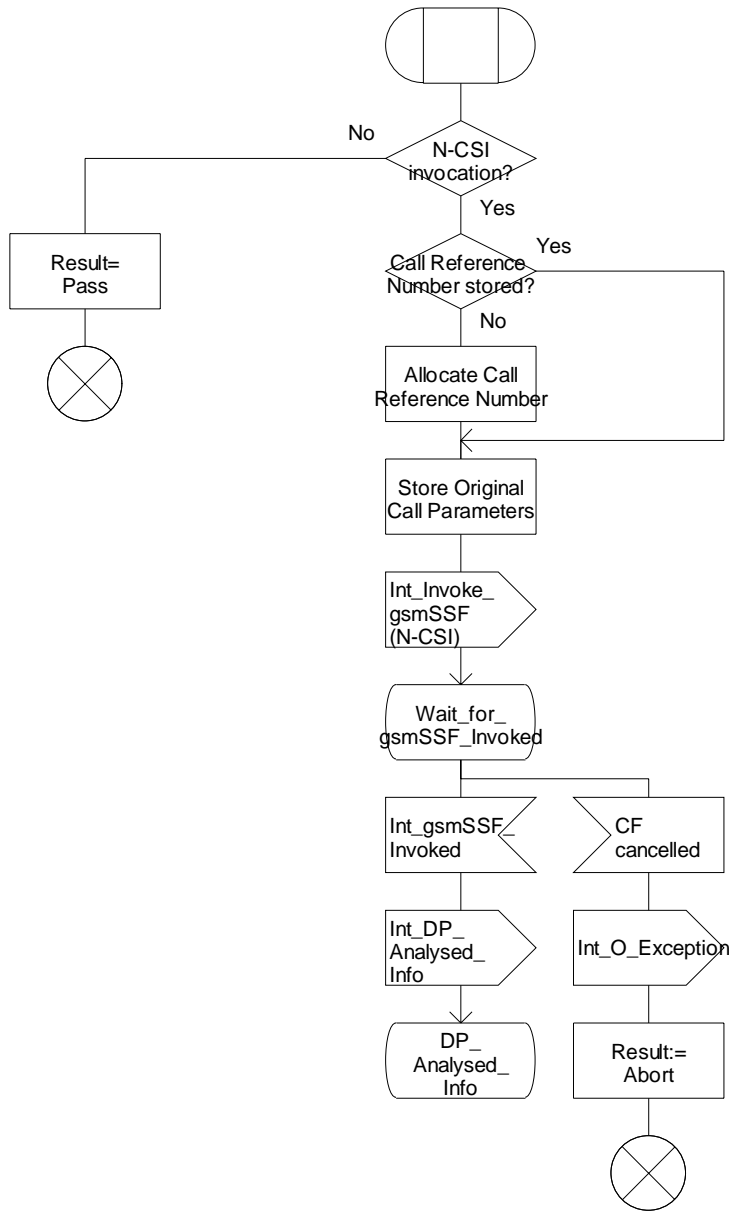 No
N-CSI
invocation?
Yes
Result=
Pass
Call Reference
Number stored?
Yes
No
Allocate Call
Reference Number
Store Original
Call Parameters
Int_Invoke_
gsmSSF
(N-CSI)
Wait_for_
gsmSSF_Invoked
Int_gsmSSF_
Invoked
CF
cancelled
Int_DP_
Analysed_
Info
Int_O_Exception
DP_
Analysed_
Info
Result:=
Abort